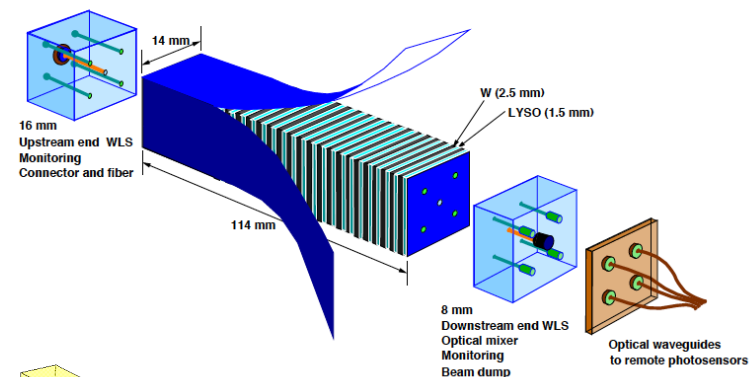 14 mm
W (2.5 mm)
LYSO (1.5 mm)
16 mm
Upstream end WLS
Monitoring
Connector and fiber
114 mm
8 mm
Downstream end WLS
Optical mixer
Monitoring
Beam dump
Optical waveguides
to remote photosensors